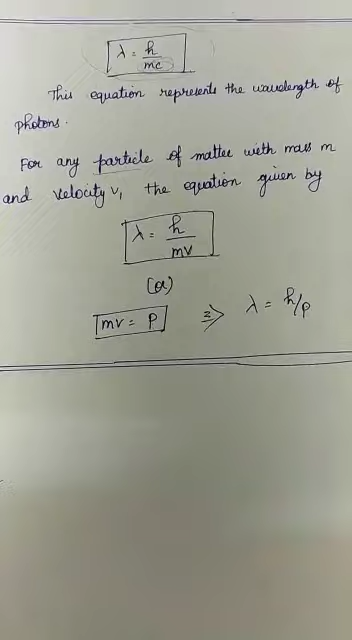 λ = h/mc
This equation represents the wavelength of
photons.
For any particle of matter with mass m
and velocity v, the equation given by
λ = h/mv
(or)
mv = P ⇒ λ = h/p